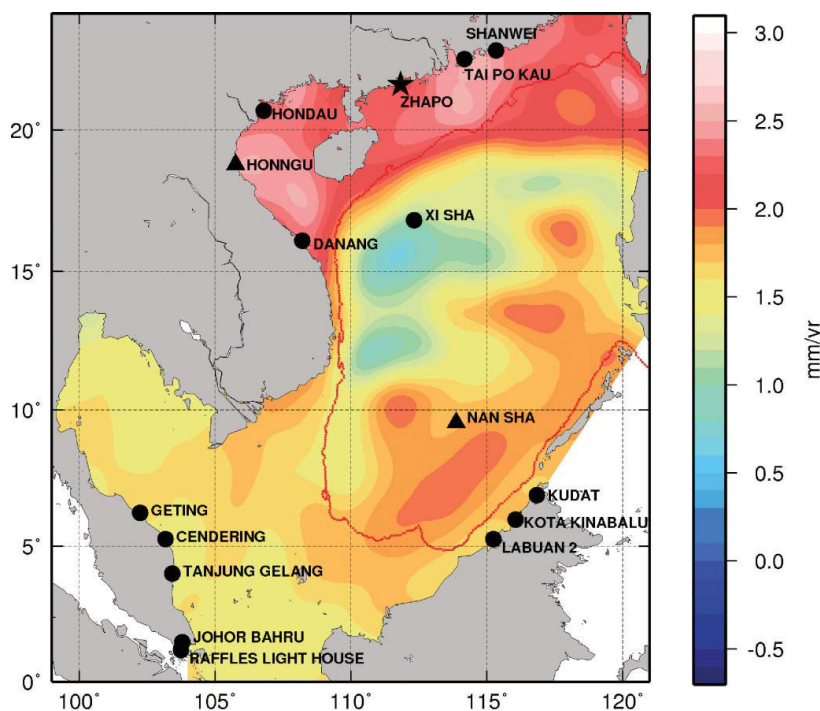 SHANWEI
TAI PO KAU
ZHAPO
HONDAU
HONNGU
XI SHA
DANANG
NAN SHA
KUDAT
GETING
KOTA KINABALU
CENDERING
LABUAN 2
TANJUNG GELANG
JOHOR BAHRU
RAFFLES LIGHT HOUSE
20°
15°
10°
5°
0°
100° 105° 110° 115° 120°
3.0
2.5
2.0
1.5
1.0
0.5
0.0
-0.5
mm/yr